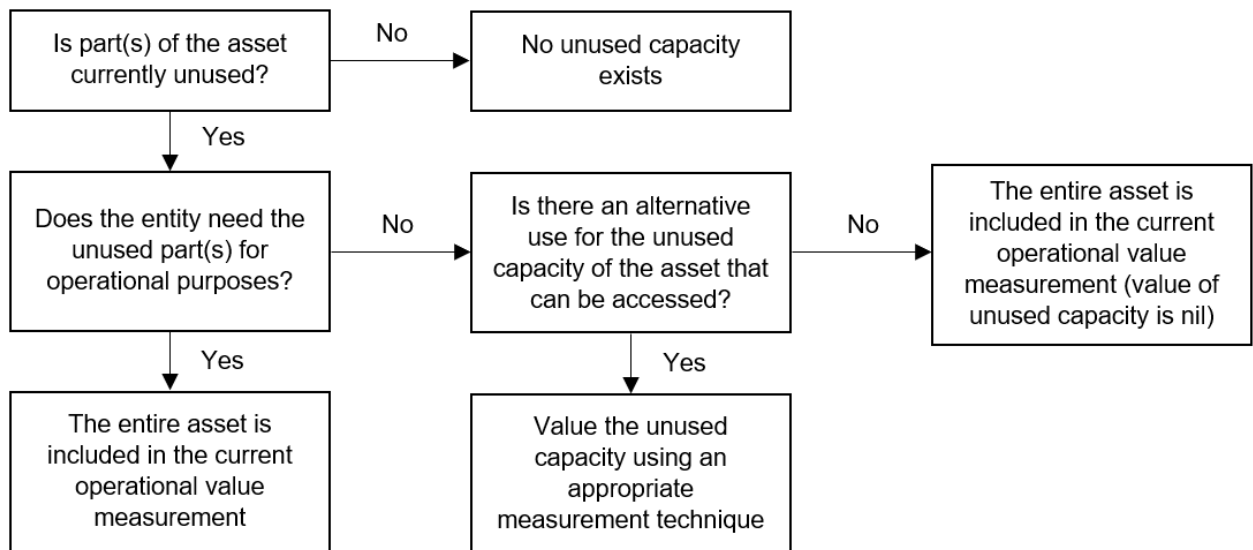 Is part(s) of the asset
currently unused?
No
No unused capacity
exists
Yes
Does the entity need the
unused part(s) for
operational purposes?
No
Is there an alternative
use for the unused
capacity of the asset that
can be accessed?
No
The entire asset is
included in the current
operational value
measurement (value of
unused capacity is nil)
Yes
The entire asset is
included in the current
operational value
measurement
Yes
Value the unused
capacity using an
appropriate
measurement technique